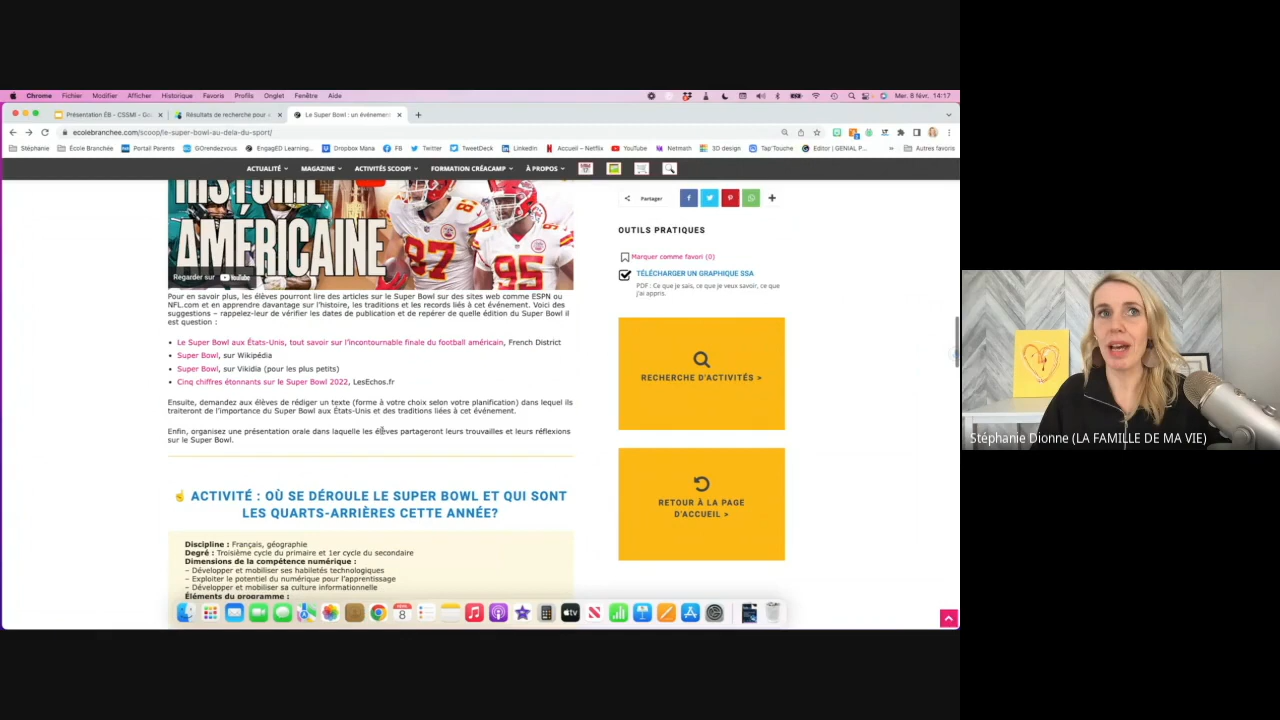 Chrome Fichier Modifier Afficher Historique Favoris Profils Onglet Fenêtre Aide
Mer. 8 févr. 14:17
Présentation ÉB - CSSMI - Go
Résultats de recherche pour «
Le Super Bowl : un événement
ecolebranchee.com/scoop/le-super-bowl-au-dela-du-sport/
Stéphanie École Branchée Portail Parents GOrendezvous EngagED Learning... Dropbox Mana FB Twitter TweetDeck LinkedIn Accueil – Netflix YouTube Netmath 3D design Tap'Touche Editor | GENIAL P... » Autres favoris
ACTUALITÉ MAGAZINE ACTIVITÉS SCOOP! FORMATION CRÉACAMP À PROPOS
HISTOIRE
AMÉRICAINE
87
95
Regarder sur YouTube
Pour en savoir plus, les élèves pourront lire des articles sur le Super Bowl sur des sites web comme ESPN ou
NFL.com et en apprendre davantage sur l'histoire, les traditions et les records liés à cet événement. Voici des
suggestions – rappelez-leur de vérifier les dates de publication et de repérer de quelle édition du Super Bowl il
est question :
• Le Super Bowl aux États-Unis, tout savoir sur l'incontournable finale du football américain, French District
• Super Bowl, sur Wikipédia
• Super Bowl, sur Vikidia (pour les plus petits)
• Cinq chiffres étonnants sur le Super Bowl 2022, LesEchos.fr
Ensuite, demandez aux élèves de rédiger un texte (forme à votre choix selon votre planification) dans lequel ils
traiteront de l'importance du Super Bowl aux États-Unis et des traditions liées à cet événement.
Enfin, organisez une présentation orale dans laquelle les élèves partageront leurs trouvailles et leurs réflexions
sur le Super Bowl.
☝ ACTIVITÉ : OÙ SE DÉROULE LE SUPER BOWL ET QUI SONT
LES QUARTS-ARRIÈRES CETTE ANNÉE?
Discipline : Français, géographie
Degré : Troisième cycle du primaire et 1er cycle du secondaire
Dimensions de la compétence numérique :
– Développer et mobiliser ses habiletés technologiques
– Exploiter le potentiel du numérique pour l'apprentissage
– Développer et mobiliser sa culture informationnelle
Éléments du programme :
Partager
OUTILS PRATIQUES
Marquer comme favori (0)
TÉLÉCHARGER UN GRAPHIQUE SSA
PDF : Ce que je sais, ce que je veux savoir, ce que
j'ai appris.
RECHERCHE D'ACTIVITÉS >
RETOUR À LA PAGE
D'ACCUEIL >
Stéphanie Dionne (LA FAMILLE DE MA VIE)